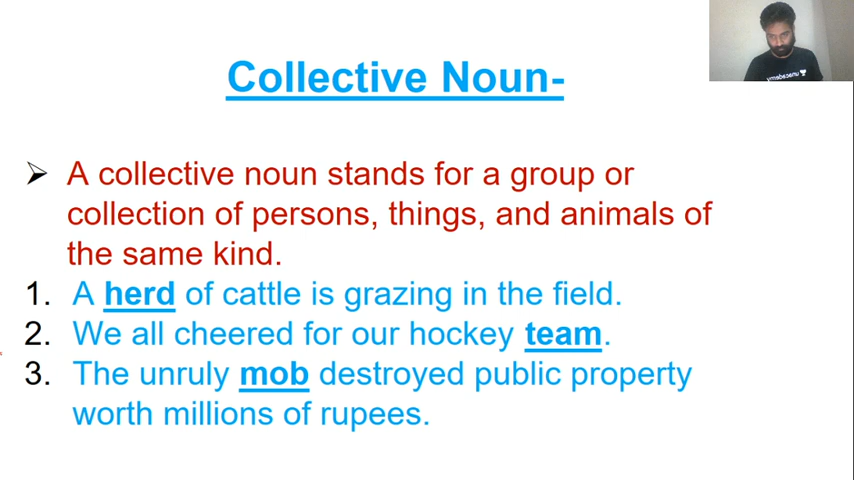 Collective Noun-
➢ A collective noun stands for a group or
collection of persons, things, and animals of
the same kind.
1. A herd of cattle is grazing in the field.
2. We all cheered for our hockey team.
3. The unruly mob destroyed public property
worth millions of rupees.
unacademy